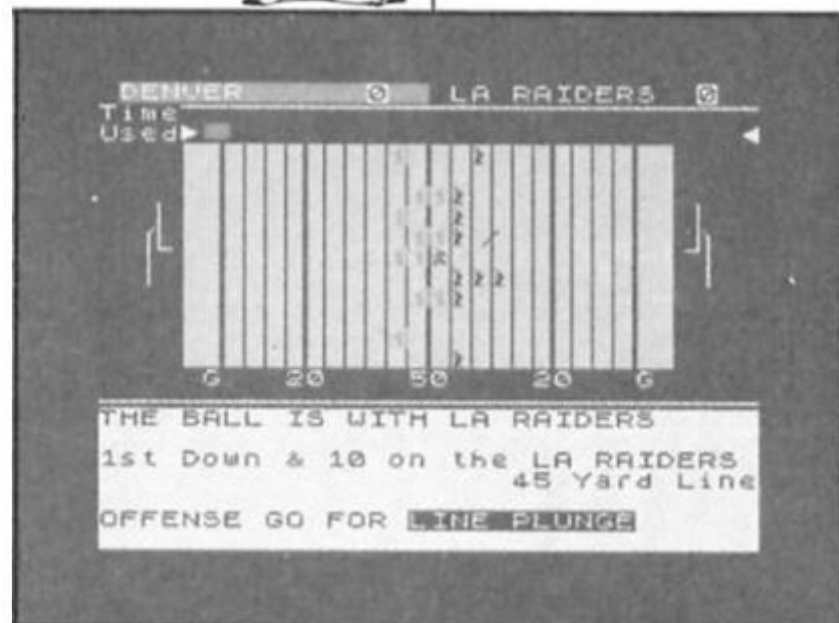 DENVER 0 LA RAIDERS 0
Time
Used
G 20 50 20 G
THE BALL IS WITH LA RAIDERS
1st Down & 10 on the LA RAIDERS
45 Yard Line
OFFENSE GO FOR LINE PLUNGE